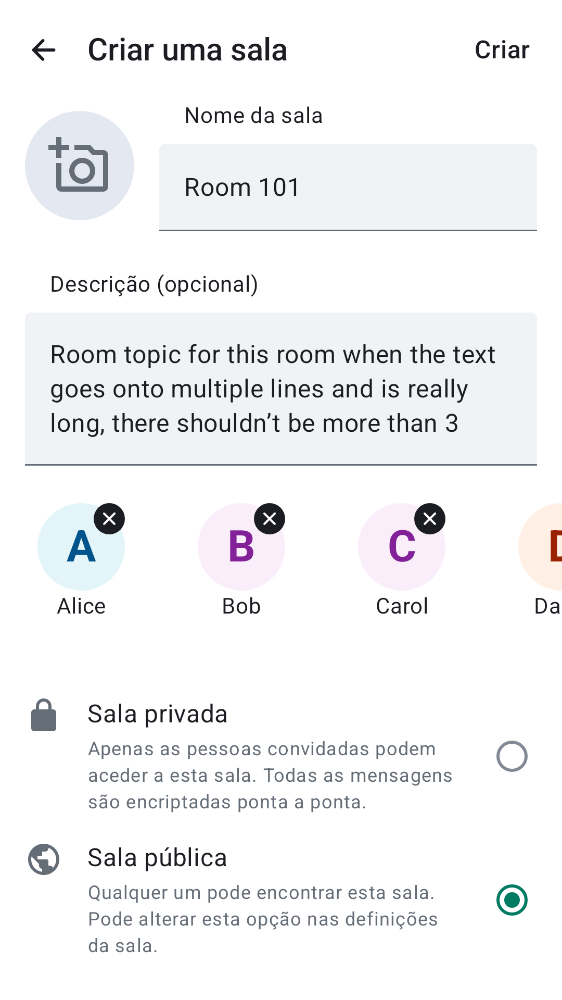 Criar uma sala
Criar
Nome da sala
Room 101
Descrição (opcional)
Room topic for this room when the text
goes onto multiple lines and is really
long, there shouldn’t be more than 3
A
B
C
D
Alice
Bob
Carol
Da
Sala privada
Apenas as pessoas convidadas podem
aceder a esta sala. Todas as mensagens
são encriptadas ponta a ponta.
Sala pública
Qualquer um pode encontrar esta sala.
Pode alterar esta opção nas definições
da sala.